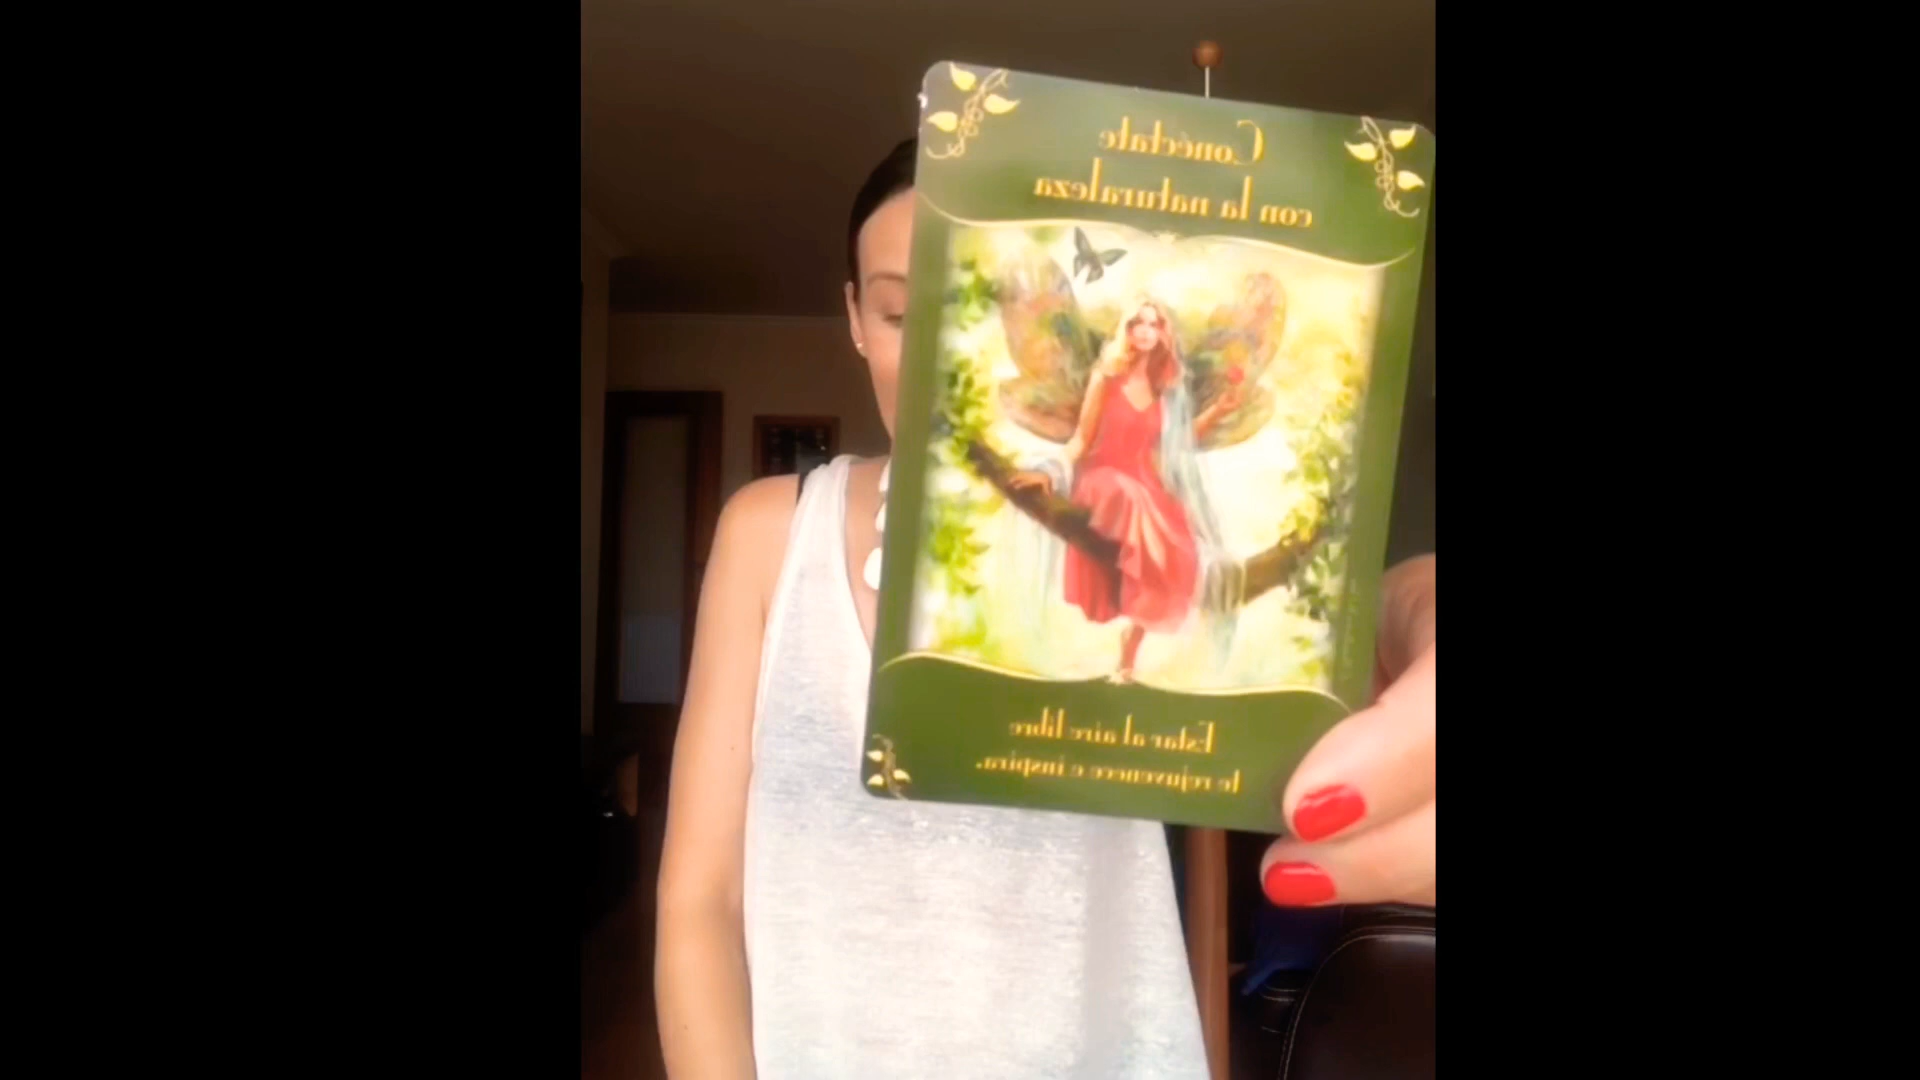 Conéctate
con la naturaleza
Estar al aire libre
te rejuvenece e inspira.